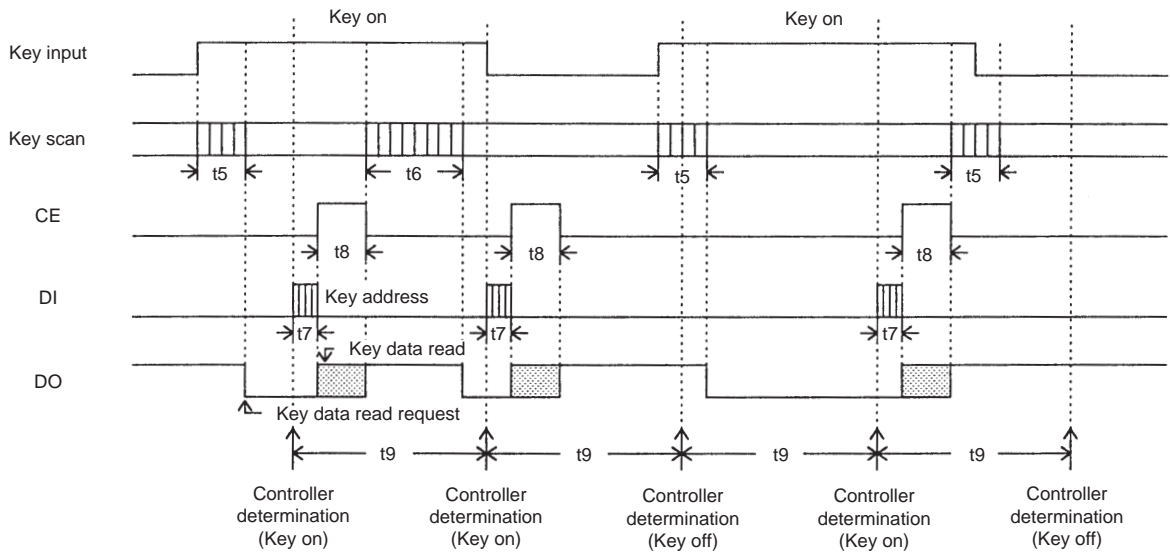 Key on Key on
Key input
Key scan
t5 t6 t5 t5
CE
t8 t8 t8
DI
Key address
t7 t7 t7
Key data read
DO
Key data read request
t9 t9 t9 t9
Controller determination (Key on)
Controller determination (Key on)
Controller determination (Key off)
Controller determination (Key on)
Controller determination (Key off)